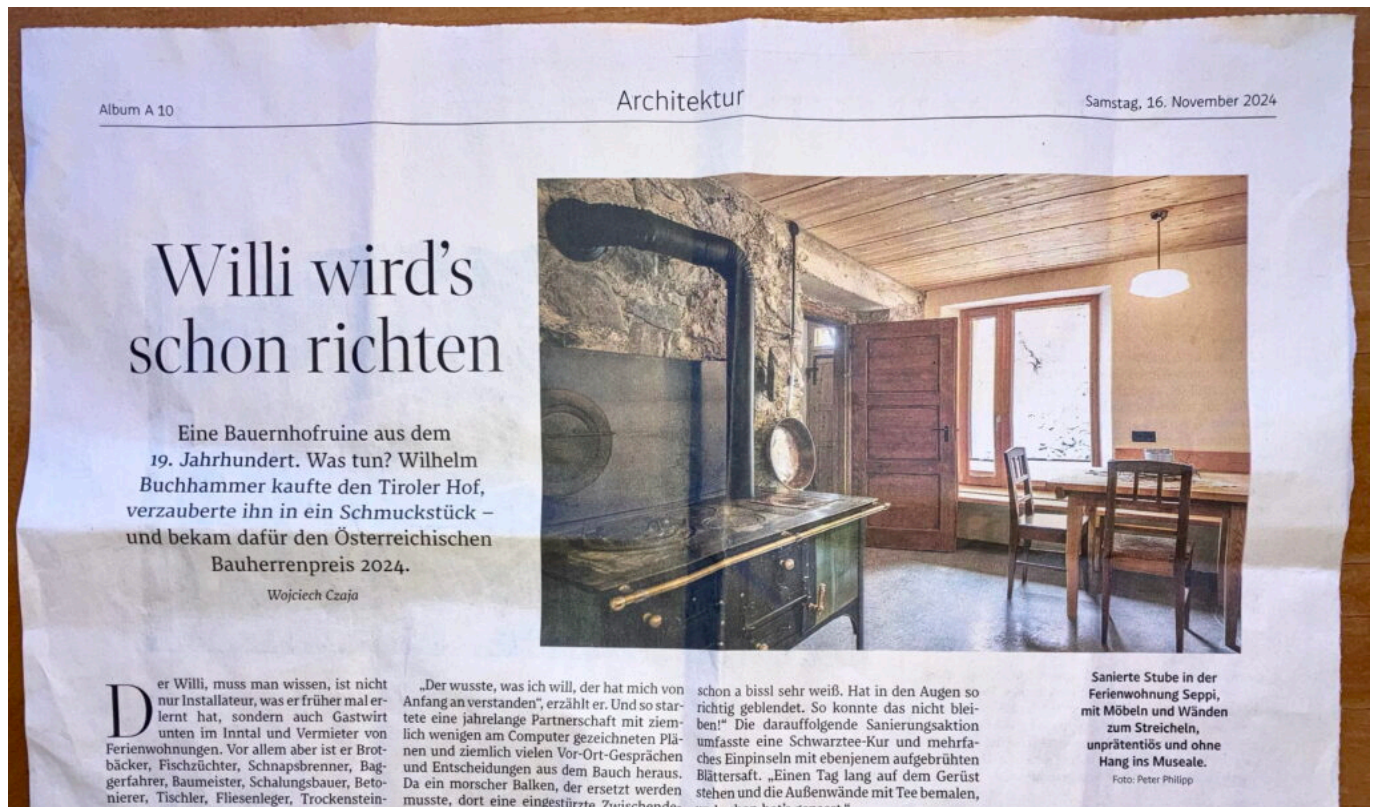 Album A 10
Architektur
Samstag, 16. November 2024
Willi wird's
schon richten
Eine Bauernhofruine aus dem
19. Jahrhundert. Was tun? Wilhelm
Buchhammer kaufte den Tiroler Hof,
verzauberte ihn in ein Schmuckstück –
und bekam dafür den Österreichischen
Bauherrenpreis 2024.
Wojciech Czaja
Der Willi, muss man wissen, ist nicht
nur Installateur, was er früher mal er-
lernt hat, sondern auch Gastwirt
unten im Inntal und Vermieter von
Ferienwohnungen. Vor allem aber ist er Brot-
bäcker, Fischzüchter, Schnapsbrenner, Bag-
gerfahrer, Baumeister, Schalungsbauer, Beto-
nierer, Tischler, Fliesenleger, Trockenstein-
„Der wusste, was ich will, der hat mich von
Anfang an verstanden“, erzählt er. Und so star-
tete eine jahrelange Partnerschaft mit ziem-
lich wenigen am Computer gezeichneten Plä-
nen und ziemlich vielen Vor-Ort-Gesprächen
und Entscheidungen aus dem Bauch heraus.
Da ein morscher Balken, der ersetzt werden
musste, dort eine eingestürzte Zwischende-
schon a bissl sehr weiß. Hat in den Augen so
richtig geblendet. So konnte das nicht blei-
ben!“ Die darauffolgende Sanierungsaktion
umfasste eine Schwarztee-Kur und mehrfa-
ches Einpinseln mit ebenjenem aufgebrühten
Blättersaft. „Einen Tag lang auf dem Gerüst
stehen und die Außenwände mit Tee bemalen,
Sanierte Stube in der
Ferienwohnung Seppi,
mit Möbeln und Wänden
zum Streicheln,
unprätentiös und ohne
Hang ins Museale.
Foto: Peter Philipp